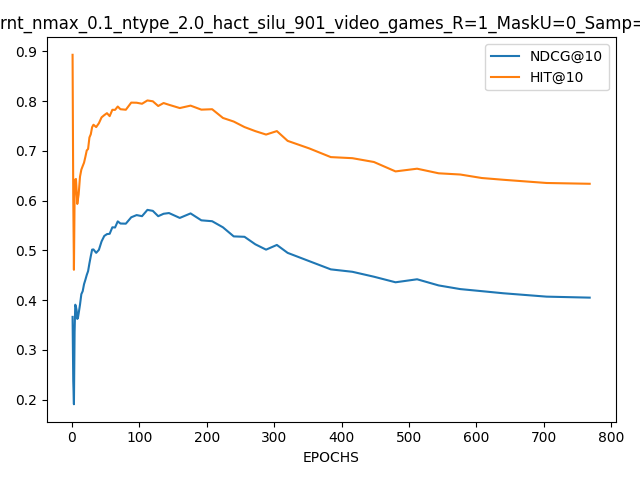 rnt_nmax_0.1_ntype_2.0_hact_silu_901_video_games_R=1_MaskU=0_Samp=
NDCG@10
HIT@10
0.9
0.8
0.7
0.6
0.5
0.4
0.3
0.2
0 100 200 300 400 500 600 700 800
EPOCHS